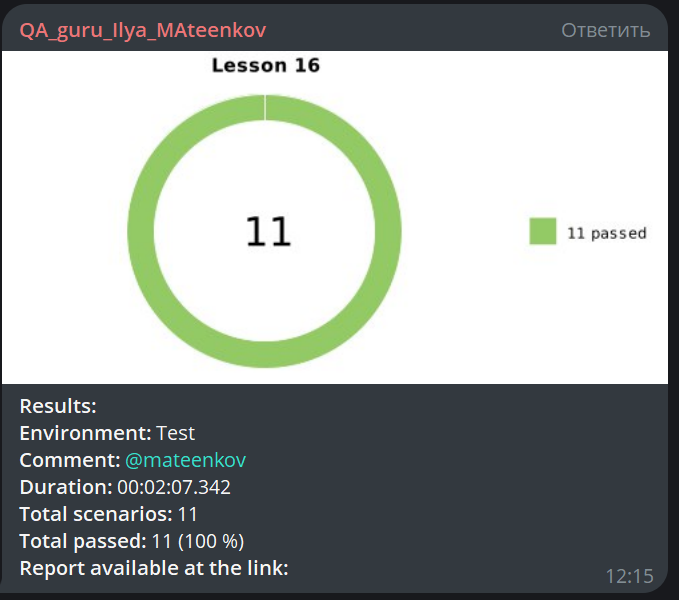 QA_guru_Ilya_MAteenkov Ответить
Lesson 16
11
11 passed
Results:
Environment: Test
Comment: @mateenkov
Duration: 00:02:07.342
Total scenarios: 11
Total passed: 11 (100 %)
Report available at the link:
12:15